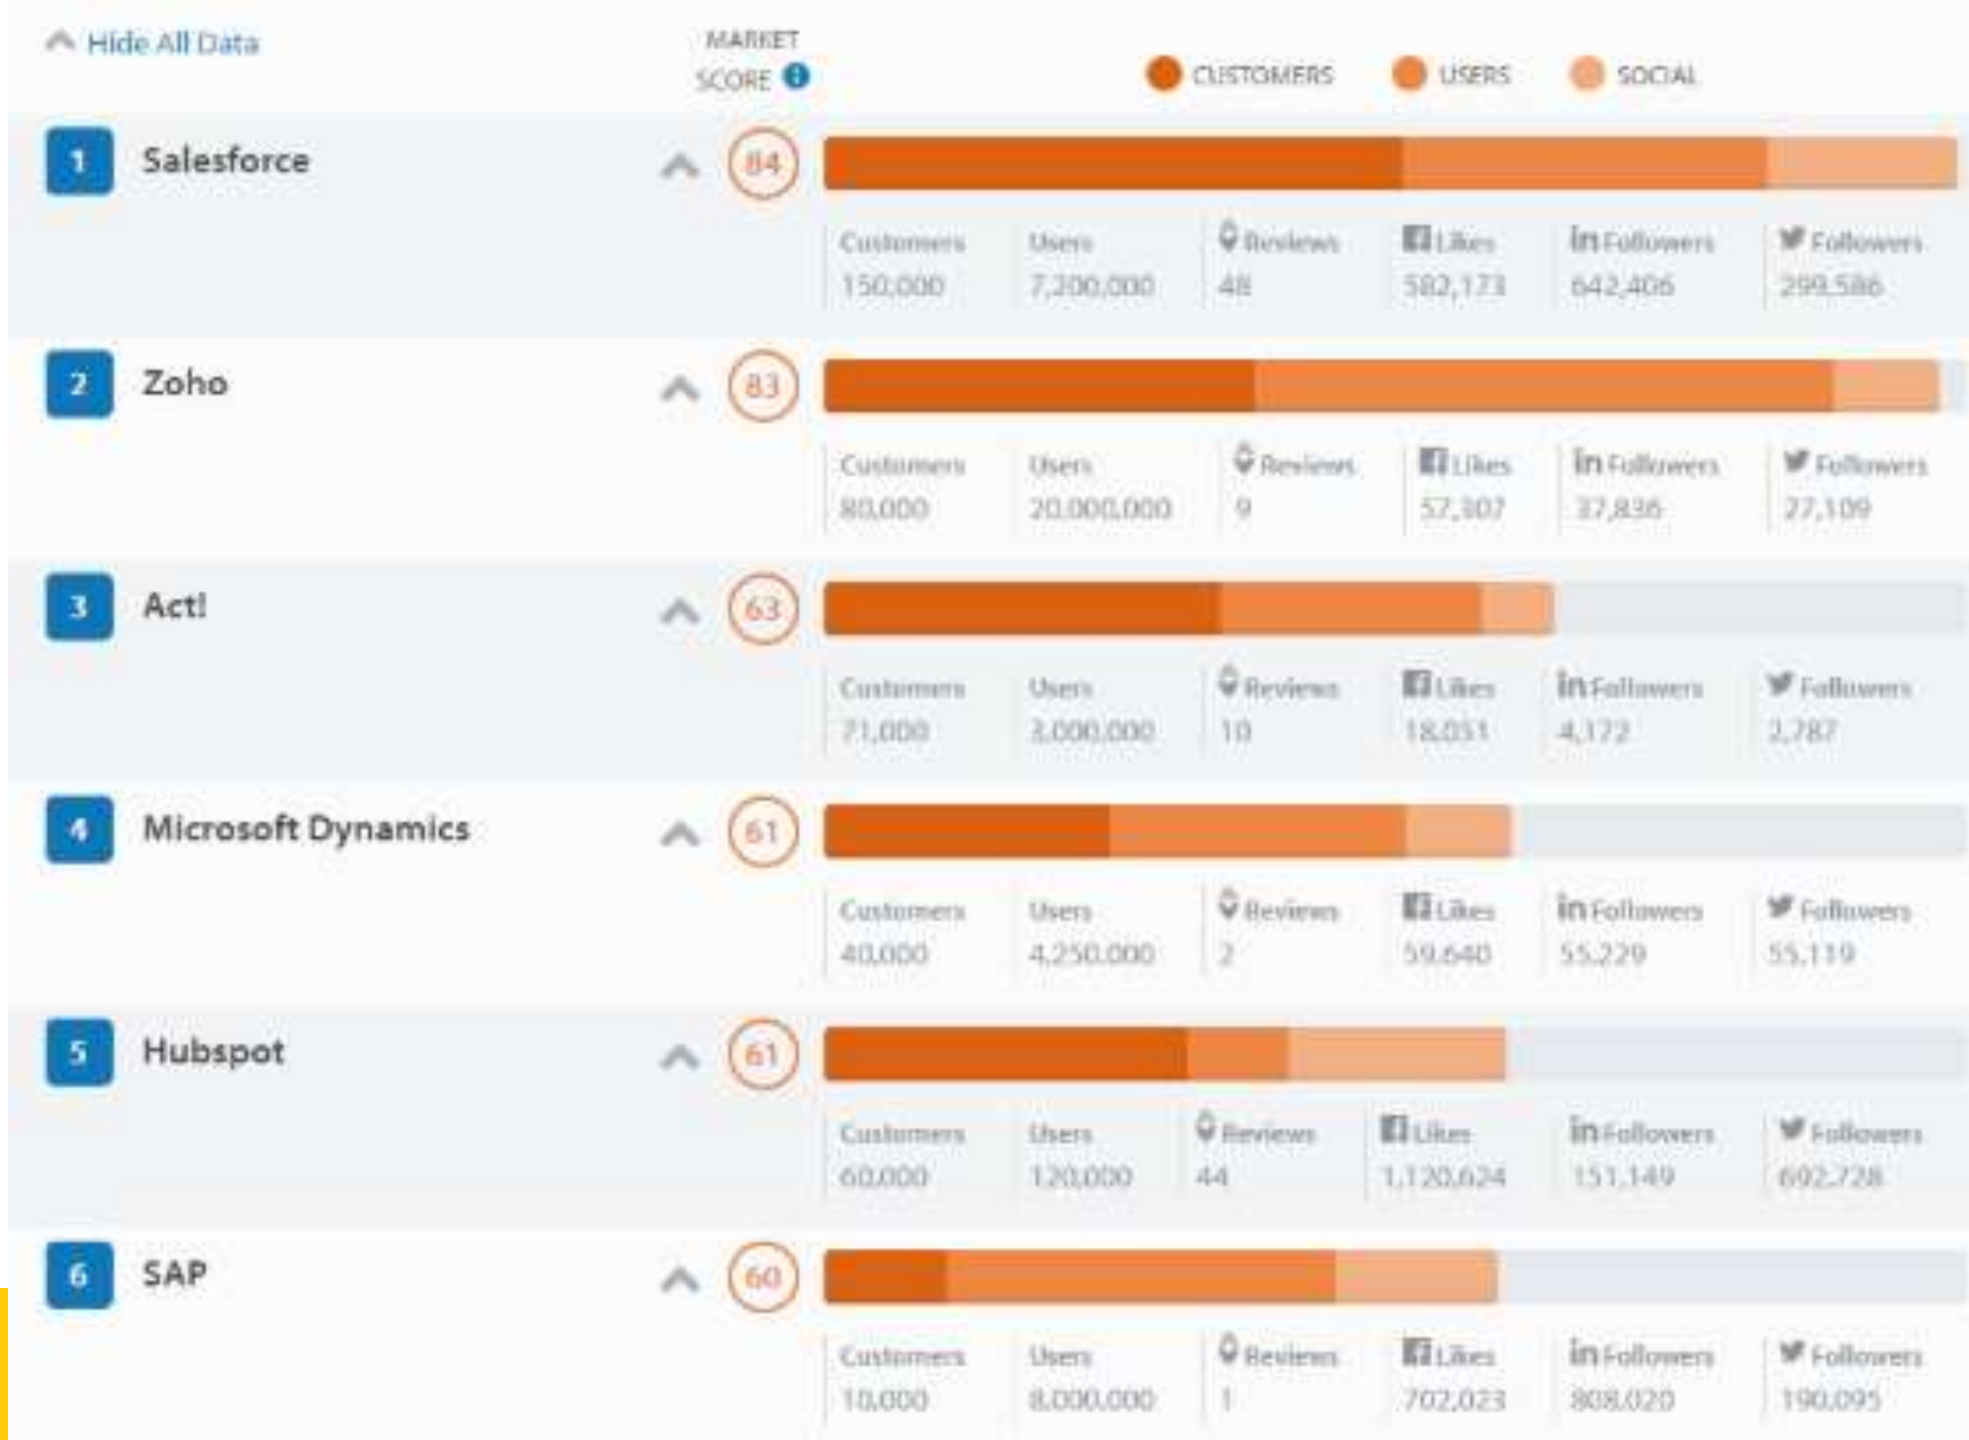 Hide All Data
MARKET
SCORE
CUSTOMERS USERS SOCIAL
1 Salesforce 84
Customers Users Reviews Likes in Followers Followers
150,000 7,200,000 48 582,173 642,406 299,586
2 Zoho 83
Customers Users Reviews Likes in Followers Followers
80,000 20,000,000 9 57,307 37,836 27,109
3 Act! 63
Customers Users Reviews Likes in Followers Followers
71,000 10 18,051 4,172 2,787
4 Microsoft Dynamics 61
Customers Users Reviews Likes in Followers Followers
40,000 4,250,000 2 59,640 55,229 55,119
5 Hubspot 61
Customers Users Reviews Likes in Followers Followers
60,000 120,000 44 1,120,624 151,149 692,728
6 SAP 60
Customers Users Reviews Likes in Followers Followers
10,000 8,000,000 1 702,023 808,020 190,095